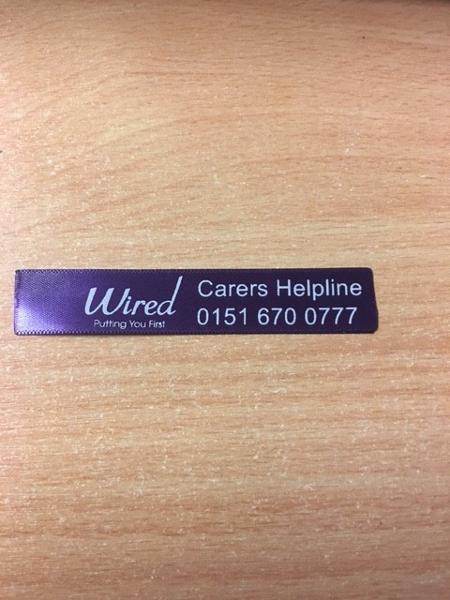 Wired
Putting You First
Carers Helpline
0151 670 0777